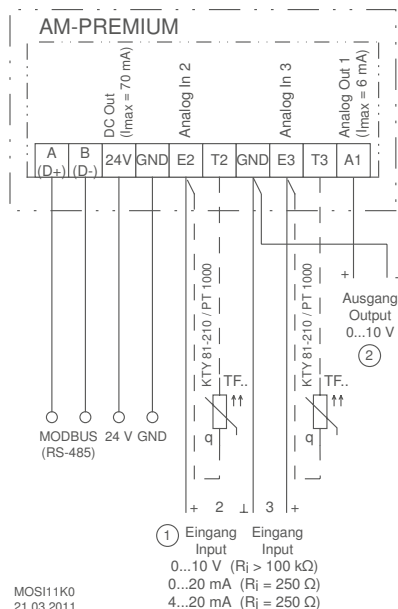 AM-PREMIUM
DC Out
(Imax = 70 mA)
Analog In 2
Analog In 3
Analog Out 1
(Imax = 6 mA)
A
(D+)
B
(D-)
24V
GND
E2
T2
GND
E3
T3
A1
KTY 81-210 / PT 1000
KTY 81-210 / PT 1000
+ -
Ausgang
Output
0...10 V
2
TF..
TF..
q
q
MODBUS
(RS-485)
24 V
GND
+ 2 ⊥ 3 +
1
Eingang Eingang
Input Input
0...10 V (Ri > 100 kΩ)
0...20 mA (Ri = 250 Ω)
4...20 mA (Ri = 250 Ω)
MOSI11K0
21.03.2011